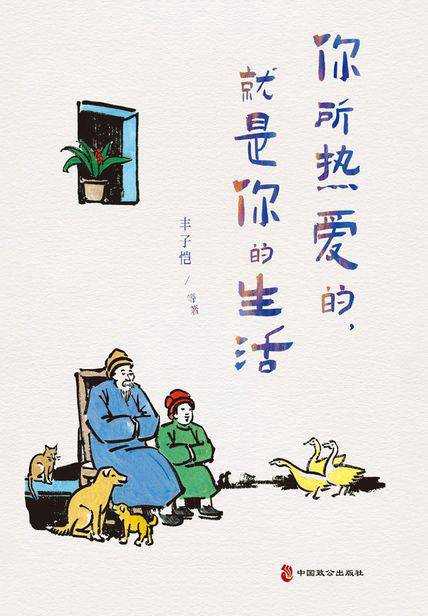 你所热爱的，
就是你的生活
丰子恺
/
等著
中国致公出版社